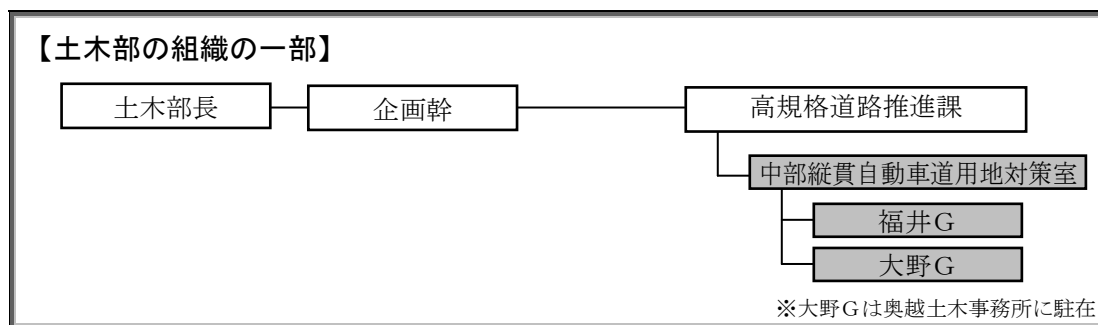 【土木部の組織の一部】
土木部長 企画幹 高規格道路推進課
中部縦貫自動車道用地対策室
福井G
大野G
※大野Gは奥越土木事務所に駐在